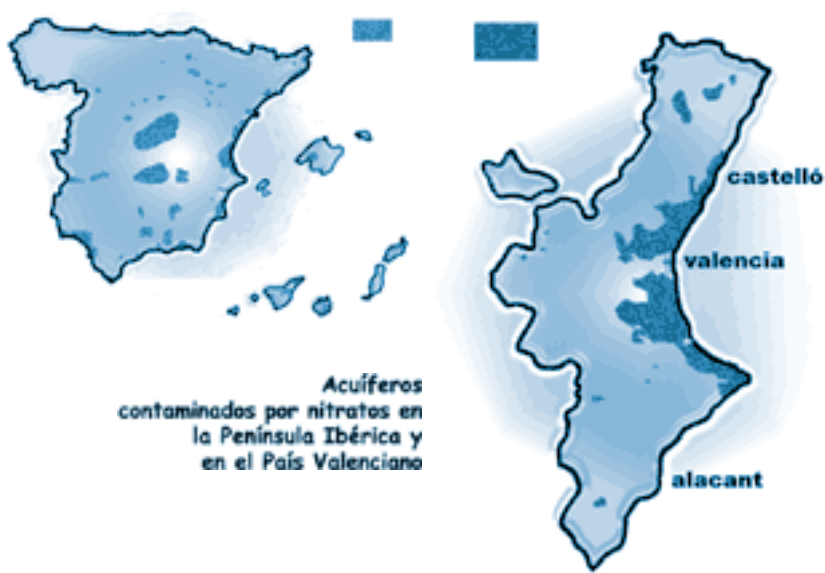 castelló
valencia
Acuíferos
contaminados por nitratos en
la Península Ibérica y
en el País Valenciano
alacant